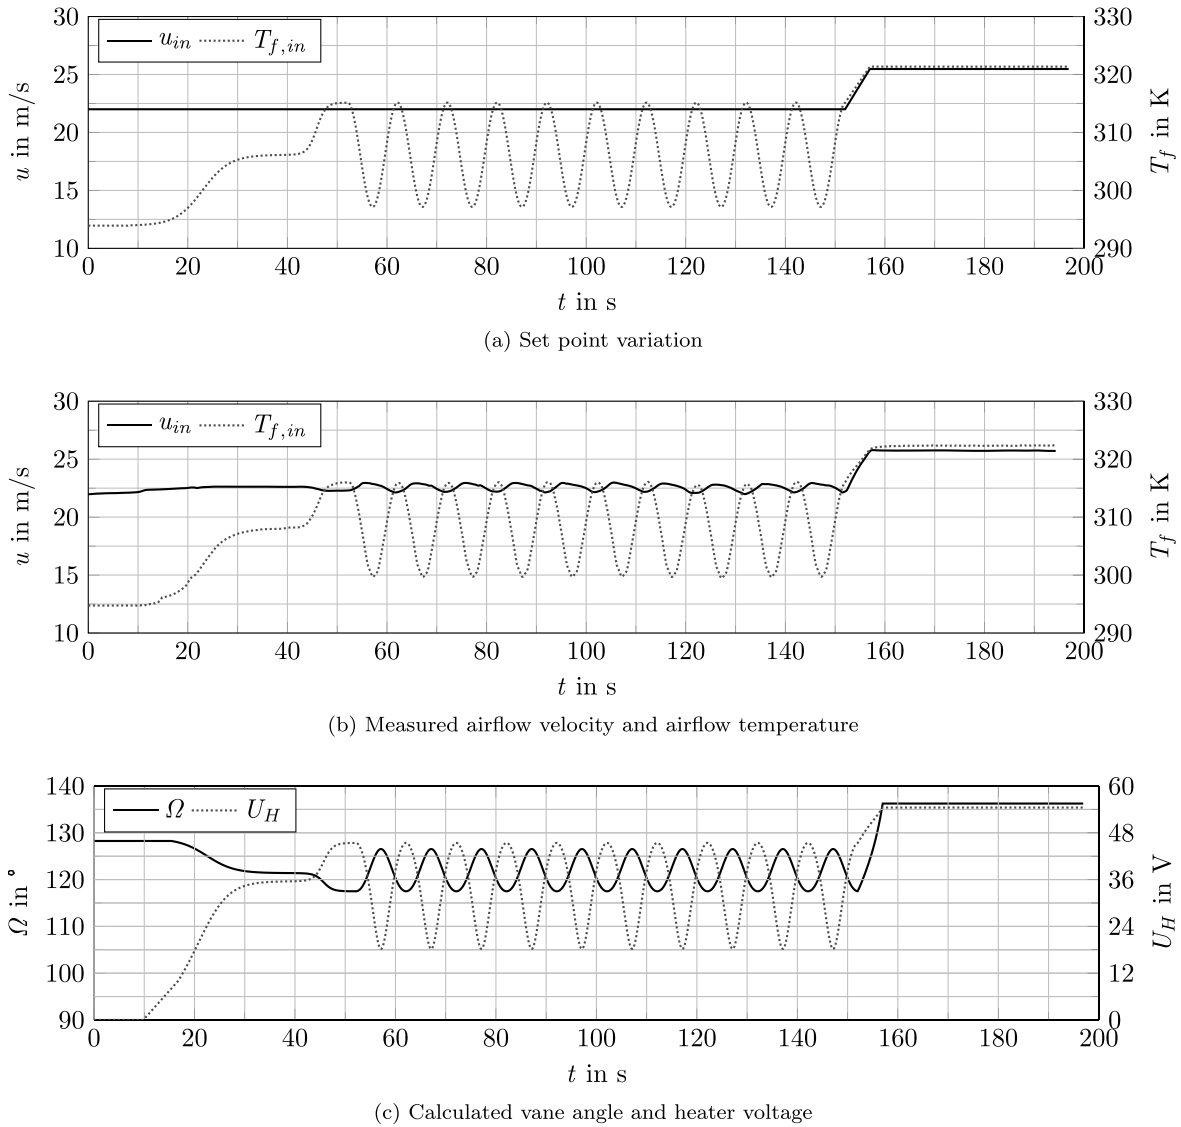 30
25
20
15
10
u in m/s
u_in T_f,in
330
320
310
300
290
T_f in K
0 20 40 60 80 100 120 140 160 180 200
t in s
(a) Set point variation
30
25
20
15
10
u in m/s
u_in T_f,in
330
320
310
300
290
T_f in K
0 20 40 60 80 100 120 140 160 180 200
t in s
(b) Measured airflow velocity and airflow temperature
140
130
120
110
100
90
Ω in °
Ω U_H
60
48
36
24
12
0
U_H in V
0 20 40 60 80 100 120 140 160 180 200
t in s
(c) Calculated vane angle and heater voltage